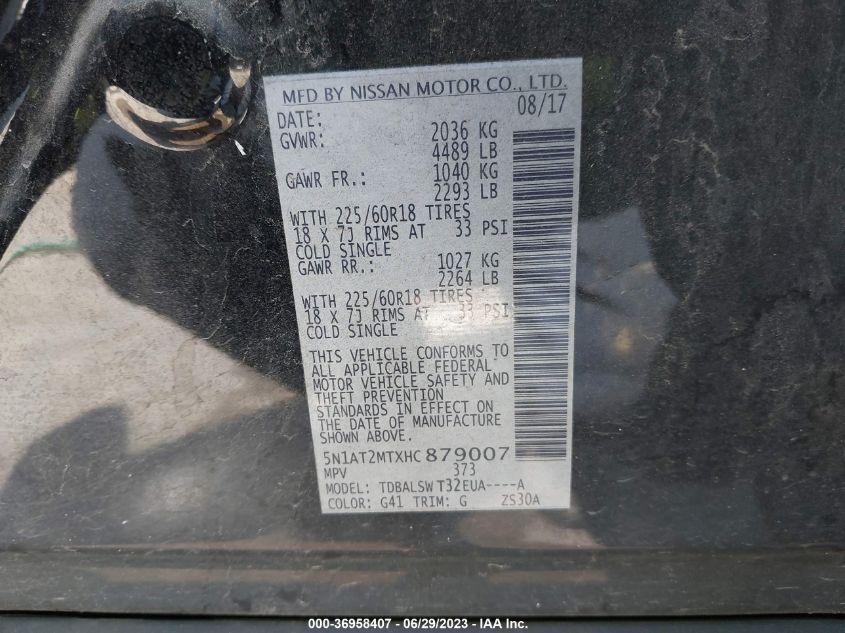 MFD BY NISSAN MOTOR CO., LTD.
DATE: 08/17
GVWR: 2036 KG
4489 LB
GAWR FR.: 1040 KG
2293 LB
WITH 225/60R18 TIRES
18 X 7J RIMS AT 33 PSI
COLD SINGLE
GAWR RR.: 1027 KG
2264 LB
WITH 225/60R18 TIRES
18 X 7J RIMS AT 33 PSI
COLD SINGLE
THIS VEHICLE CONFORMS TO
ALL APPLICABLE FEDERAL
MOTOR VEHICLE SAFETY AND
THEFT PREVENTION
STANDARDS IN EFFECT ON
THE DATE OF MANUFACTURE
SHOWN ABOVE.
5N1AT2MTXHC879007
MPV 373
MODEL: TDBALSWT32EUA----A
COLOR: G41 TRIM: G ZS30A
000-36958407 - 06/29/2023 - IAA Inc.